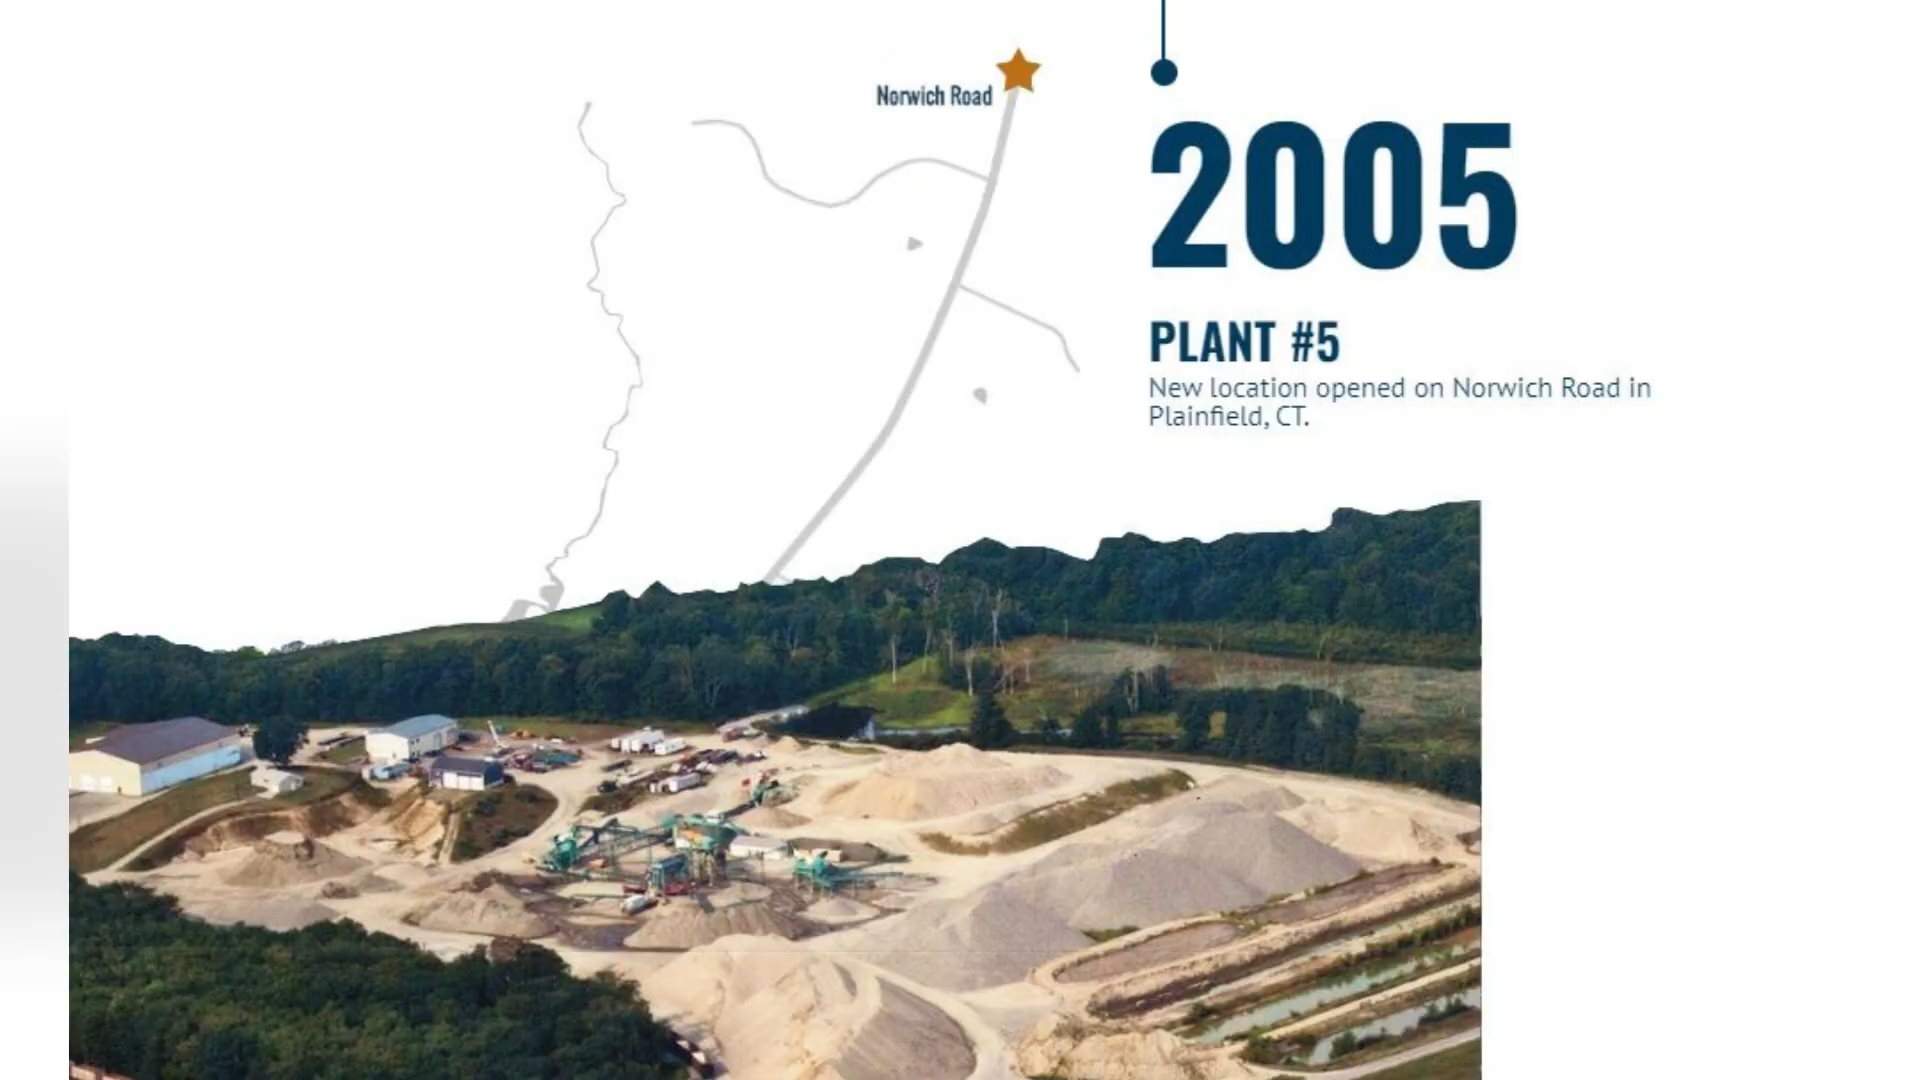 Norwich Road
2005
PLANT #5
New location opened on Norwich Road in
Plainfield, CT.